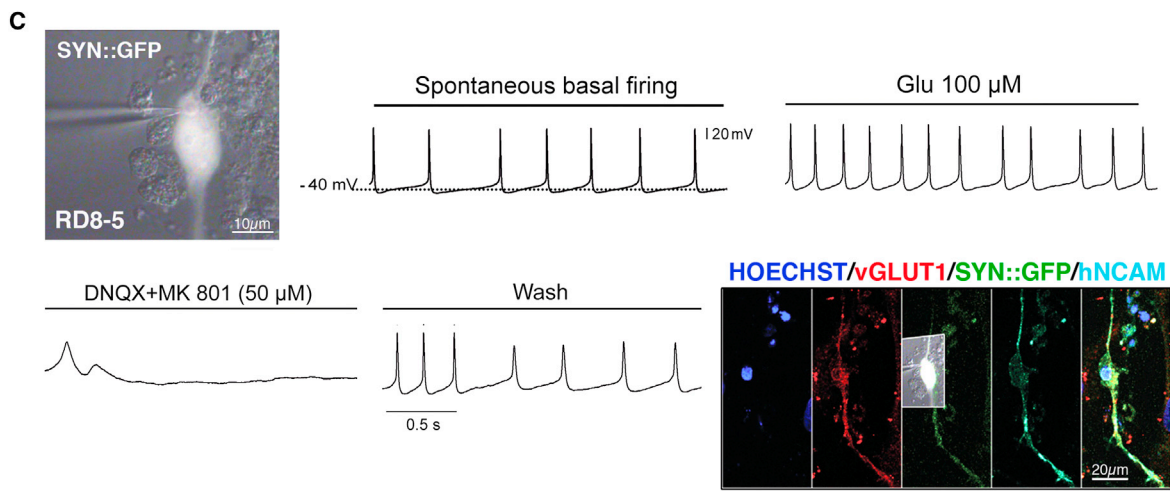 C
SYN::GFP
RD8-5
10µm
Spontaneous basal firing
20 mV
- 40 mV
Glu 100 µM
DNQX+MK 801 (50 µM)
Wash
0.5 s
HOECHST/vGLUT1/SYN::GFP/hNCAM
20µm